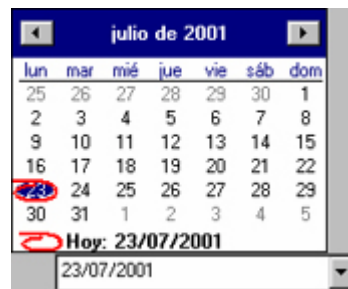 julio de 2001
lun mar mié jue vie sáb dom
25 26 27 28 29 30 1
2 3 4 5 6 7 8
9 10 11 12 13 14 15
16 17 18 19 20 21 22
23 24 25 26 27 28 29
30 31 1 2 3 4 5
Hoy: 23/07/2001
23/07/2001